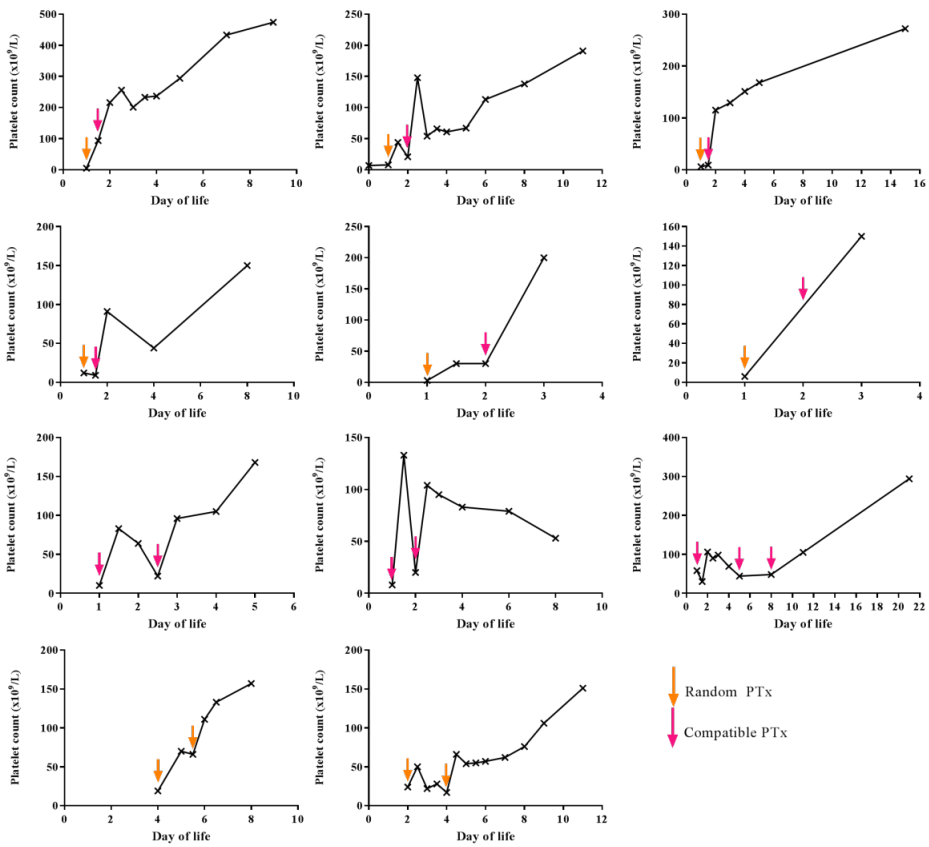 Platelet count (x10⁹/L)
500
400
300
200
100
0
0 2 4 6 8 10
Day of life
Platelet count (x10⁹/L)
250
200
150
100
50
0
0 2 4 6 8 10 12
Day of life
Platelet count (x10⁹/L)
300
200
100
0
0 2 4 6 8 10 12 14 16
Day of life
Platelet count (x10⁹/L)
200
150
100
50
0
0 2 4 6 8 10
Day of life
Platelet count (x10⁹/L)
250
200
150
100
50
0
0 1 2 3 4
Day of life
Platelet count (x10⁹/L)
160
140
120
100
80
60
40
20
0
0 1 2 3 4
Day of life
Platelet count (x10⁹/L)
200
150
100
50
0
0 1 2 3 4 5 6
Day of life
Platelet count (x10⁹/L)
150
100
50
0
0 2 4 6 8 10
Day of life
Platelet count (x10⁹/L)
400
300
200
100
0
0 2 4 6 8 10 12 14 16 18 20 22
Day of life
Platelet count (x10⁹/L)
200
150
100
50
0
0 2 4 6 8 10
Day of life
Platelet count (x10⁹/L)
200
150
100
50
0
0 2 4 6 8 10 12
Day of life
Random PTx
Compatible PTx